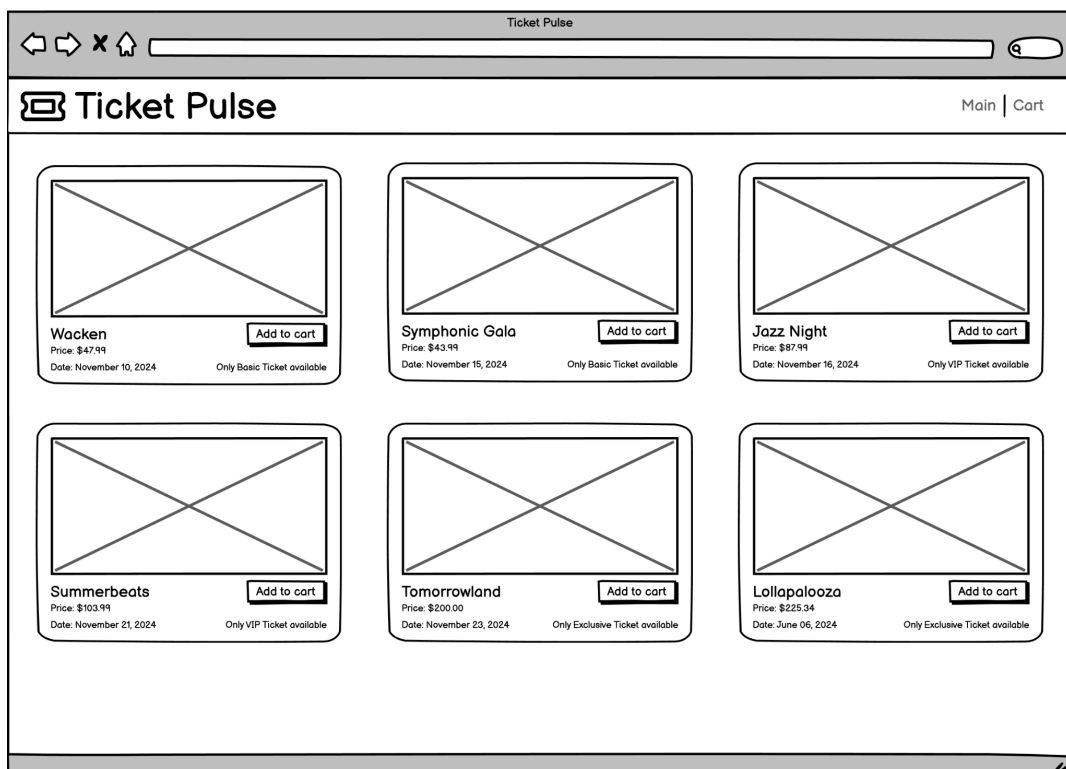 Ticket Pulse
Ticket Pulse
Main | Cart
Wacken
Add to cart
Price: $47.99
Date: November 10, 2024
Only Basic Ticket available
Symphonic Gala
Add to cart
Price: $43.99
Date: November 15, 2024
Only Basic Ticket available
Jazz Night
Add to cart
Price: $87.99
Date: November 16, 2024
Only VIP Ticket available
Summerbeats
Add to cart
Price: $103.99
Date: November 21, 2024
Only VIP Ticket available
Tomorrowland
Add to cart
Price: $200.00
Date: November 23, 2024
Only Exclusive Ticket available
Lollapalooza
Add to cart
Price: $225.34
Date: June 06, 2024
Only Exclusive Ticket available